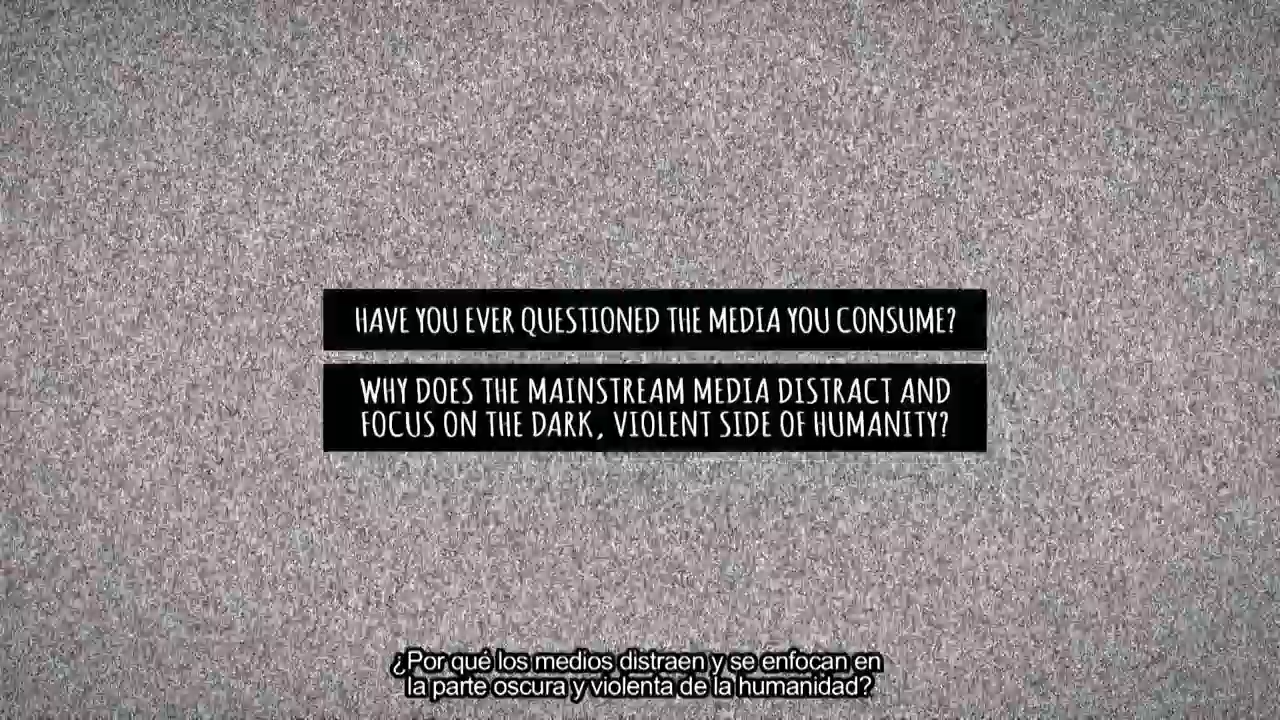 HAVE YOU EVER QUESTIONED THE MEDIA YOU CONSUME?
WHY DOES THE MAINSTREAM MEDIA DISTRACT AND
FOCUS ON THE DARK, VIOLENT SIDE OF HUMANITY?
¿Por qué los medios distraen y se enfocan en
la parte oscura y violenta de la humanidad?